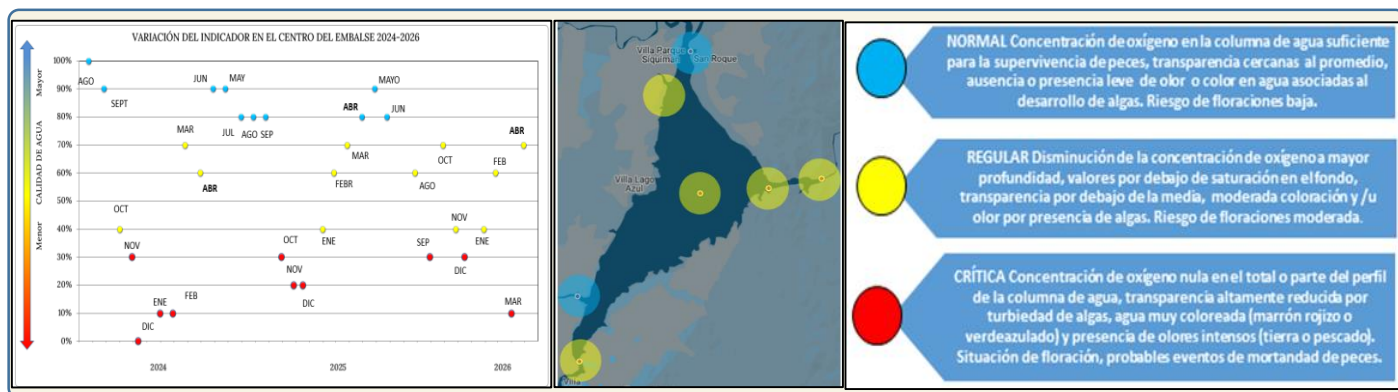 VARIACIÓN DEL INDICADOR EN EL CENTRO DEL EMBALSE 2024-2026
Mayor
CALIDAD DE AGUA
Menor
100%
90%
80%
70%
60%
50%
40%
30%
20%
10%
0%
AGO
SEPT
OCT
NOV
DIC
ENE
FEB
MAR
ABR
JUN
MAY
JUL
AGO
SEP
OCT
NOV
DIC
ENE
FEBR
MAR
ABR
MAYO
JUN
AGO
SEP
OCT
NOV
DIC
ENE
FEB
MAR
ABR
2024
2025
2026
Villa Parque
Siquiman
San Roque
Villa Lago
Azul
Villa
NORMAL Concentración de oxígeno en la columna de agua suficiente
para la supervivencia de peces, transparencia cercanas al promedio,
ausencia o presencia leve de olor o color en agua asociadas al
desarrollo de algas. Riesgo de floraciones baja.
REGULAR Disminución de la concentración de oxígeno a mayor
profundidad, valores por debajo de saturación en el fondo,
transparencia por debajo de la media, moderada coloración y /u
olor por presencia de algas. Riesgo de floraciones moderada.
CRÍTICA Concentración de oxígeno nula en el total o parte del perfil
de la columna de agua, transparencia altamente reducida por
turbiedad de algas, agua muy coloreada (marrón rojizo o
verdeazulado) y presencia de olores intensos (tierra o pescado).
Situación de floración, probables eventos de mortandad de peces.